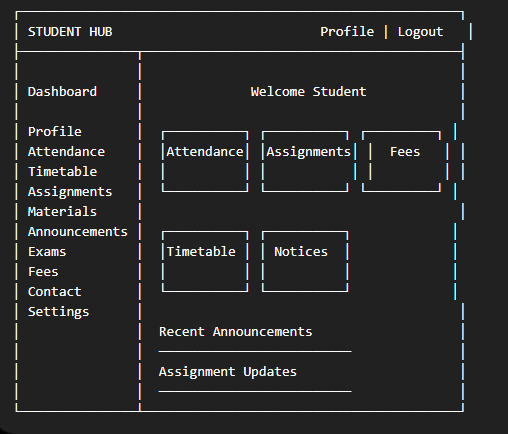 STUDENT HUB Profile | Logout
Dashboard Welcome Student
Profile
Attendance Attendance Assignments Fees
Timetable
Assignments
Materials
Announcements
Exams Timetable Notices
Fees
Contact
Settings
Recent Announcements
Assignment Updates